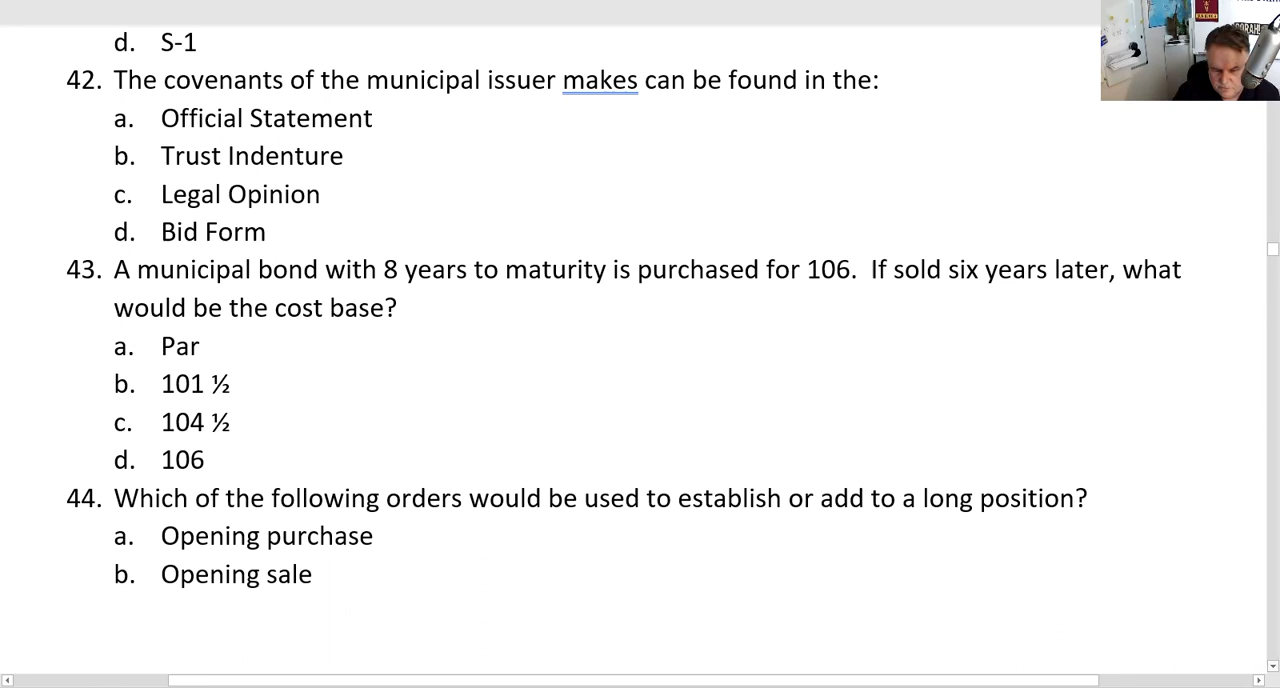 d. S-1
42. The covenants of the municipal issuer makes can be found in the:
a. Official Statement
b. Trust Indenture
c. Legal Opinion
d. Bid Form
43. A municipal bond with 8 years to maturity is purchased for 106. If sold six years later, what
would be the cost base?
a. Par
b. 101 ½
c. 104 ½
d. 106
44. Which of the following orders would be used to establish or add to a long position?
a. Opening purchase
b. Opening sale